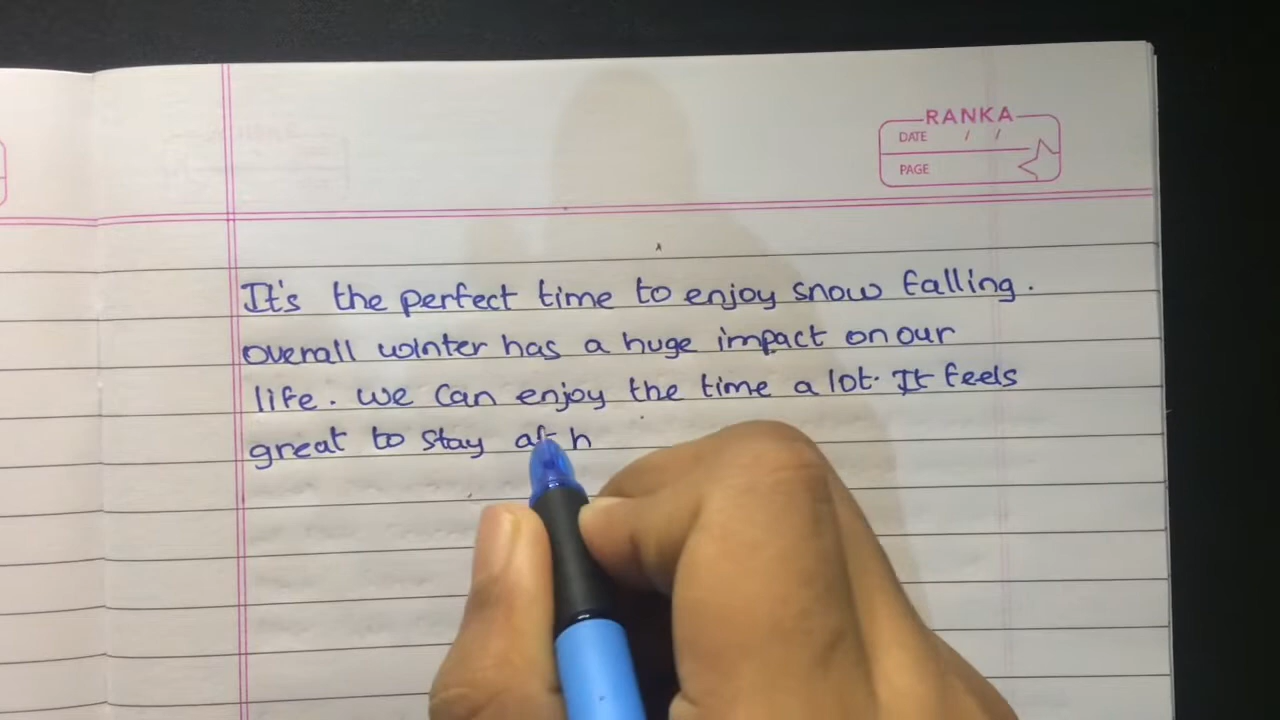 RANKA
DATE / /
PAGE
It's the perfect time to enjoy snow falling.
Overall winter has a huge impact on our
life. We can enjoy the time a lot. It feels
great to stay at h